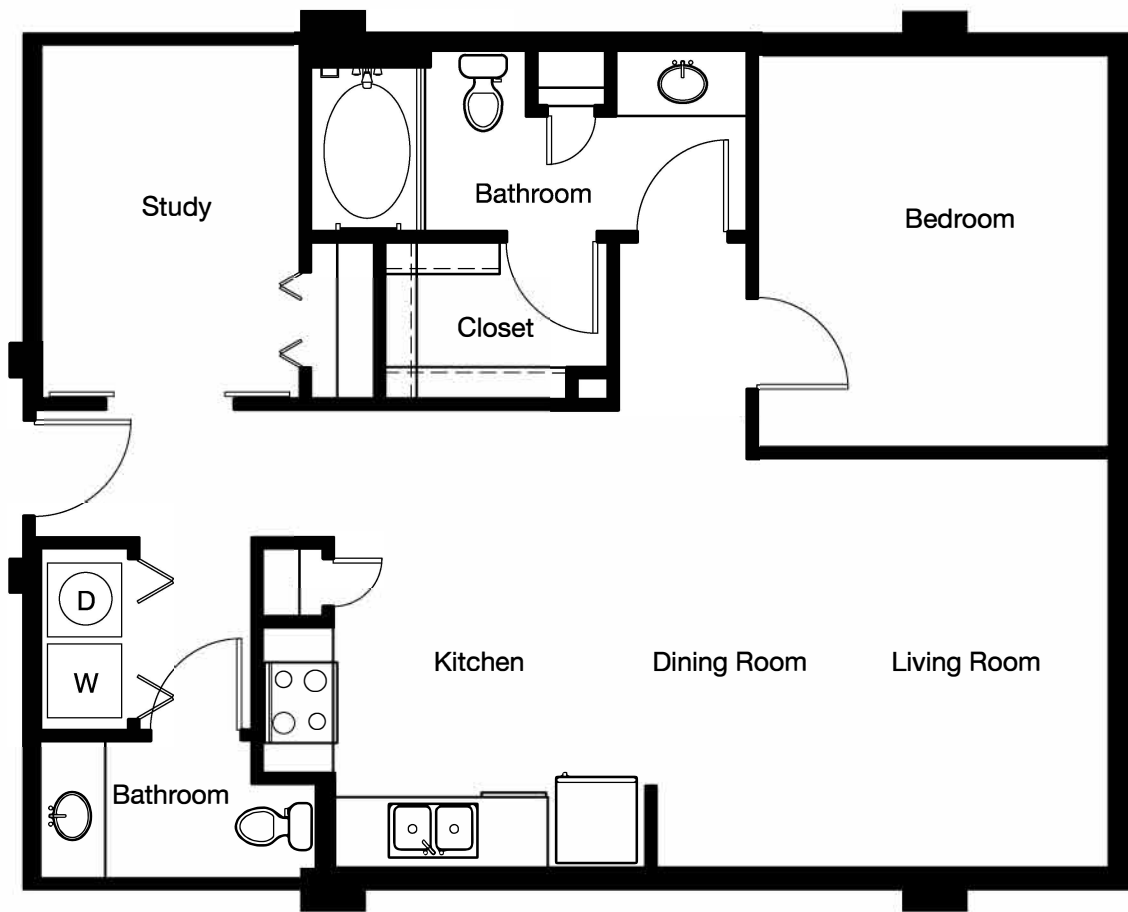 Study
Bathroom
Bedroom
Closet
D
W
Kitchen
Dining Room
Living Room
Bathroom